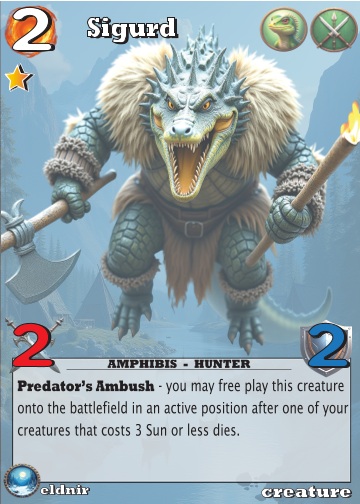 2 Sigurd
2 2
AMPHIBIS - HUNTER
Predator's Ambush - you may free play this creature
onto the battlefield in an active position after one of your
creatures that costs 3 Sun or less dies.
eldnir creature